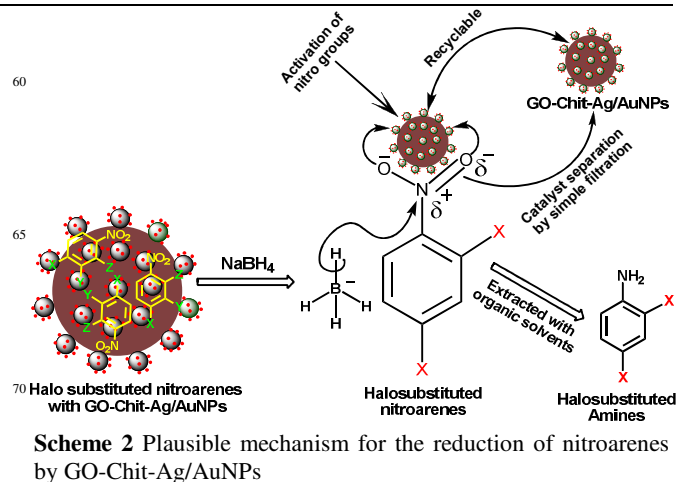 60
65
70
Activation of
nitro groups
Recyclable
GO-Chit-Ag/AuNPs
Catalyst separation
by simple filtration
O-
O
δ-
N
δ+
NO2
NO2
O2N
X
Z
X
Z
Y
Y
Y
Z
X
NaBH4
H
H
B-
H
H
X
X
Extracted with
organic solvents
NH2
X
X
Halo substituted nitroarenes
with GO-Chit-Ag/AuNPs
Halosubstituted
nitroarenes
Halosubstituted
Amines
Scheme 2 Plausible mechanism for the reduction of nitroarenes
by GO-Chit-Ag/AuNPs